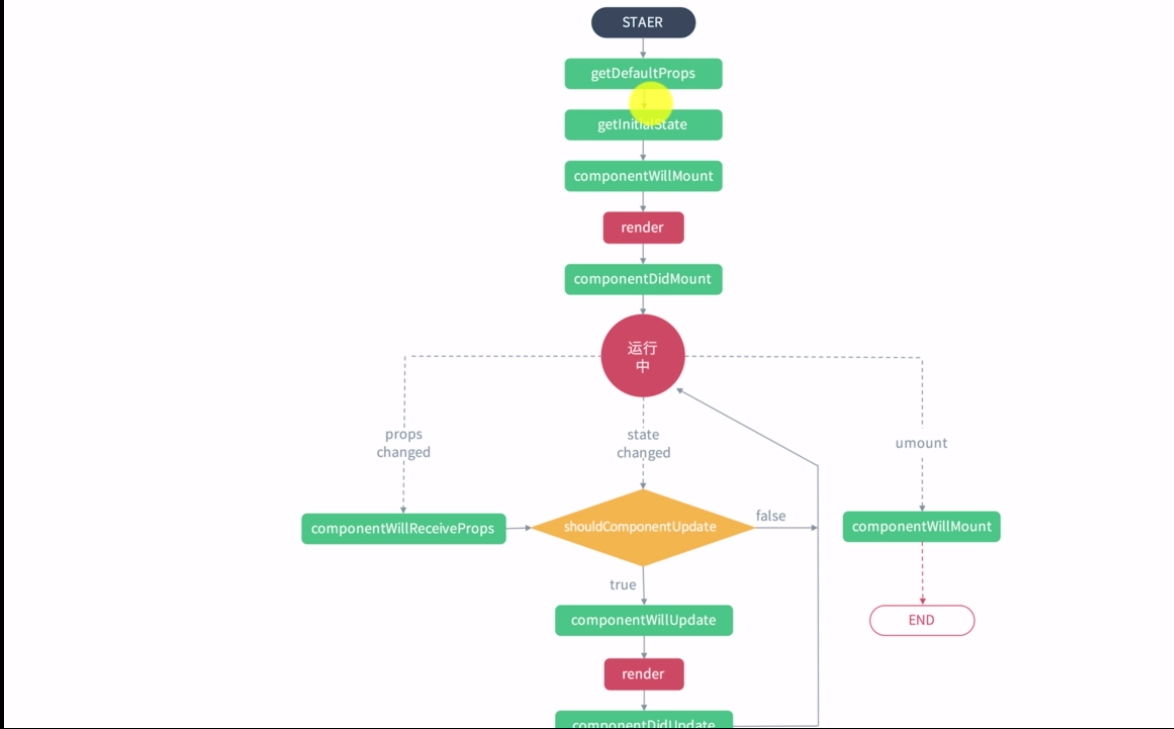 STAER
getDefaultProps
getInitialState
componentWillMount
render
componentDidMount
运行
中
props
changed
state
changed
umount
componentWillReceiveProps
shouldComponentUpdate
false
componentWillMount
true
componentWillUpdate
END
render
componentDidUpdate